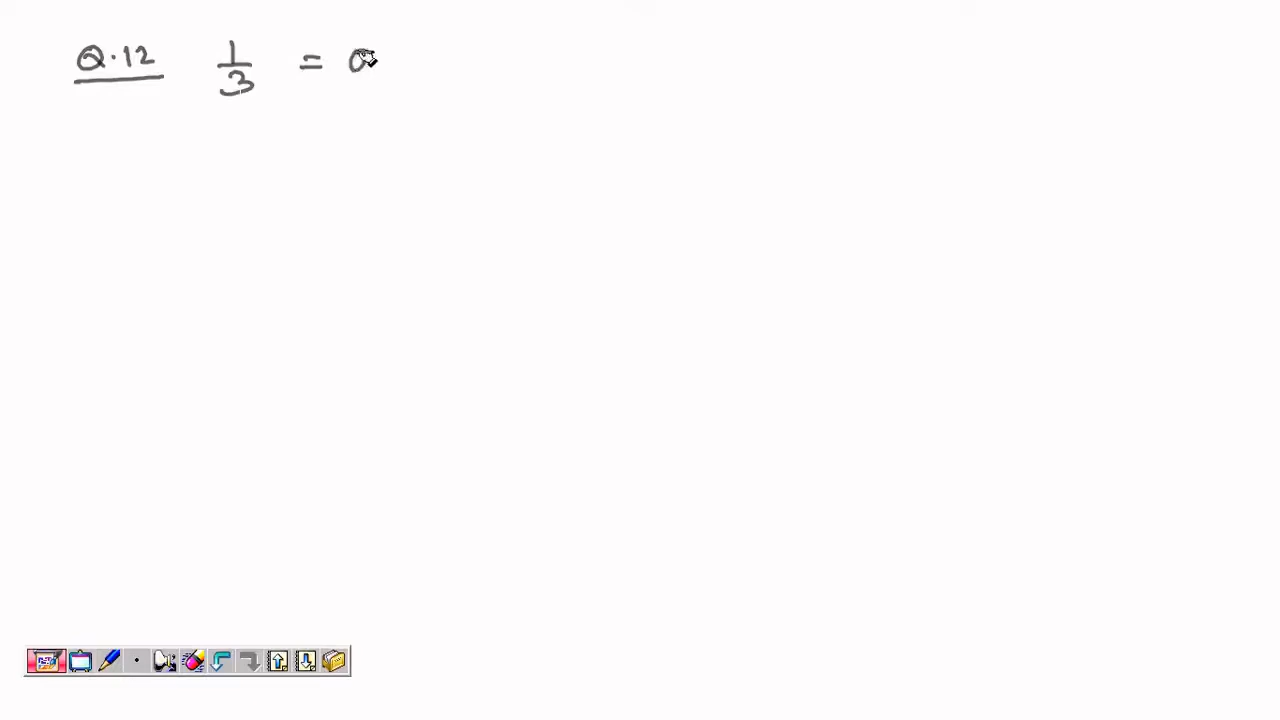 Q.12 1/3 = 0